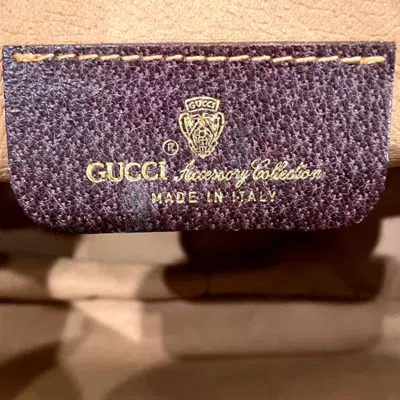 GUCCI
GUCCI ® Accessory Collection
MADE IN ITALY